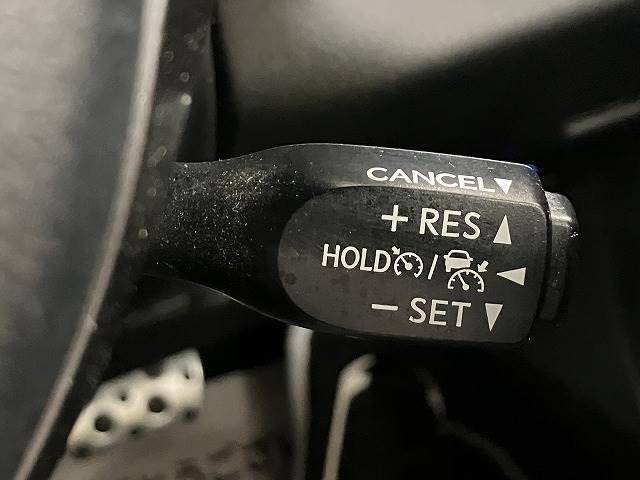 CANCEL▼
+ RES ▲
HOLD / ◀
− SET ▼